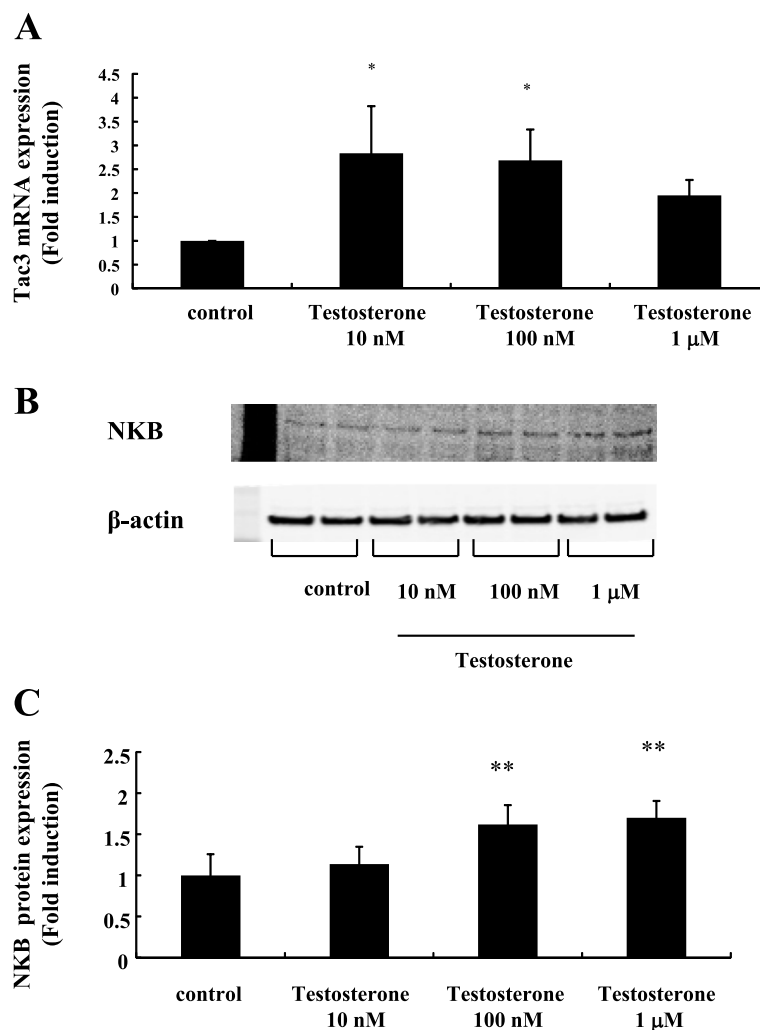 A
Tac3 mRNA expression
(Fold induction)
4.5
4
3.5
3
2.5
2
1.5
1
0.5
0
*
*
control
Testosterone
10 nM
Testosterone
100 nM
Testosterone
1 μM
B
NKB
β-actin
control
10 nM
100 nM
1 μM
Testosterone
C
NKB protein expression
(Fold induction)
2.5
2
1.5
1
0.5
0
**
**
control
Testosterone
10 nM
Testosterone
100 nM
Testosterone
1 μM